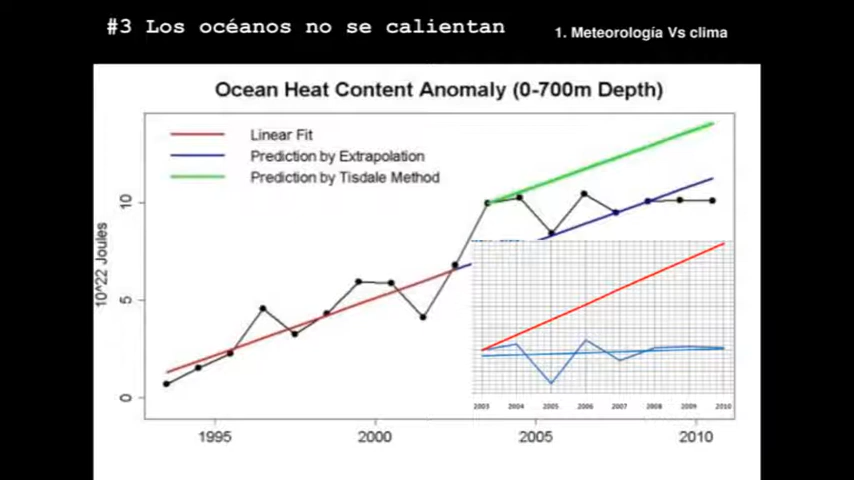 #3 Los océanos no se calientan
1. Meteorología Vs clima
Ocean Heat Content Anomaly (0-700m Depth)
Linear Fit
Prediction by Extrapolation
Prediction by Tisdale Method
10^22 Joules
10
5
0
2003 2004 2005 2006 2007 2008 2009 2010
1995 2000 2005 2010